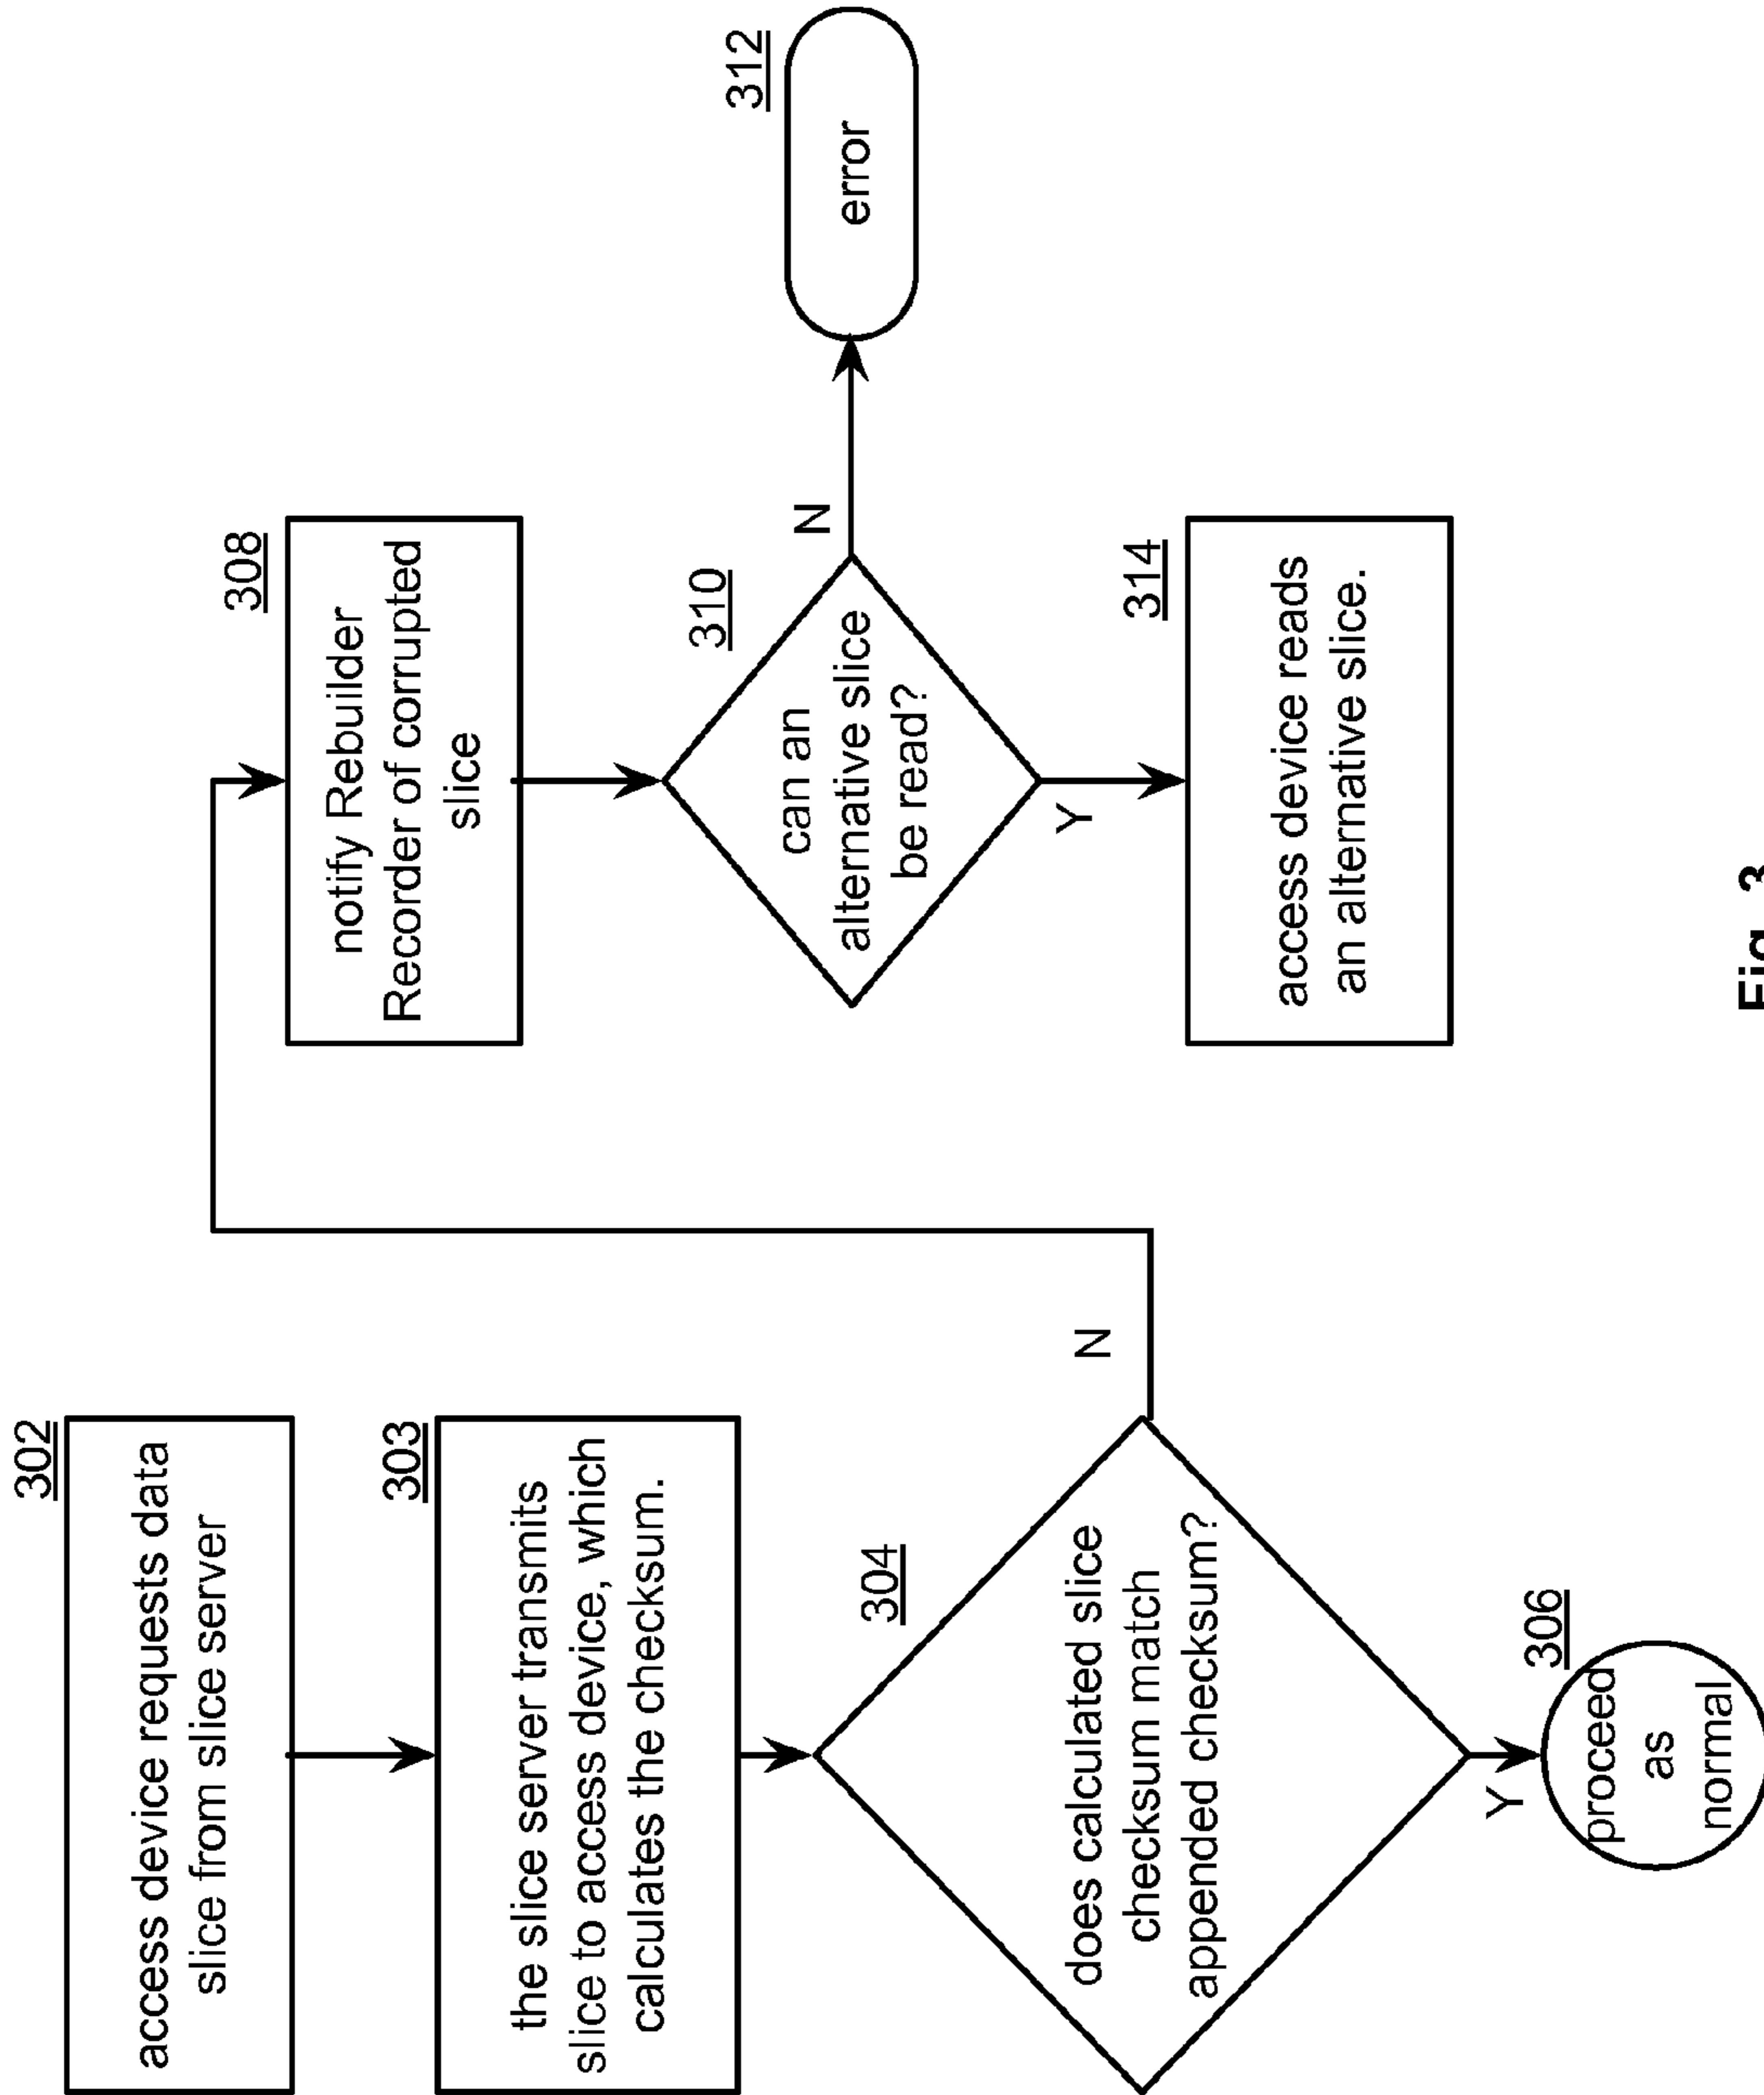 302
access device requests data
slice from slice server
303
the slice server transmits
slice to access device, which
calculates the checksum.
304
does calculated slice
checksum match
appended checksum?
N
Y
306
proceed
as
normal
308
notify Rebuilder
Recorder of corrupted
slice
310
can an
alternative slice
be read?
N
Y
312
error
314
access device reads
an alternative slice.
Fig. 3